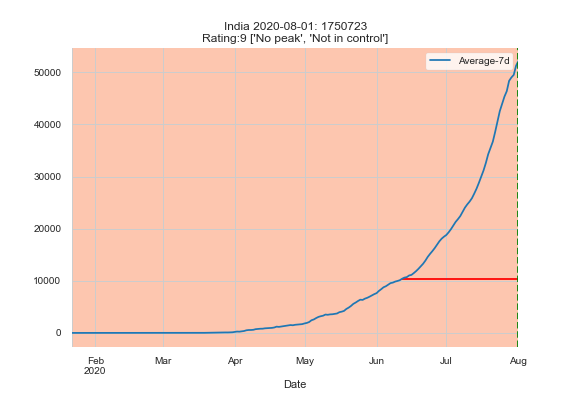 India 2020-08-01: 1750723
Rating:9 ['No peak', 'Not in control']
Average-7d
50000
40000
30000
20000
10000
0
Feb Mar Apr May Jun Jul Aug
2020
Date